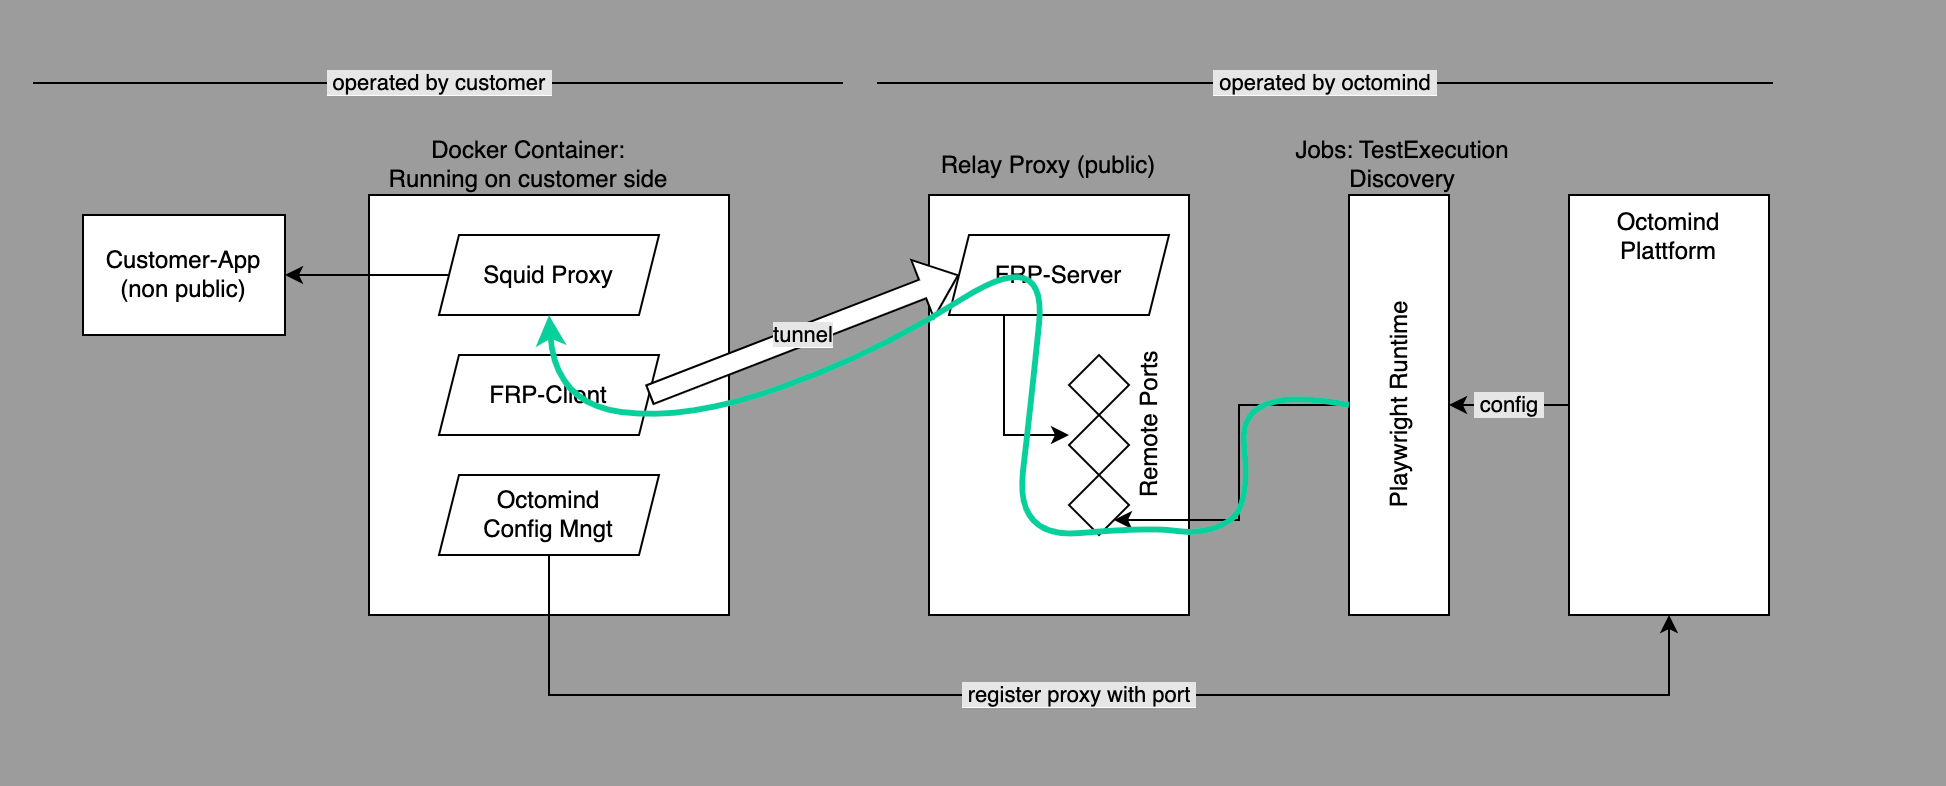 operated by customer
operated by octomind
Docker Container:
Running on customer side
Relay Proxy (public)
Jobs: TestExecution
Discovery
Customer-App
(non public)
Squid Proxy
FRP-Client
Octomind
Config Mngt
tunnel
FRP-Server
Remote Ports
Playwright Runtime
config
Octomind
Plattform
register proxy with port